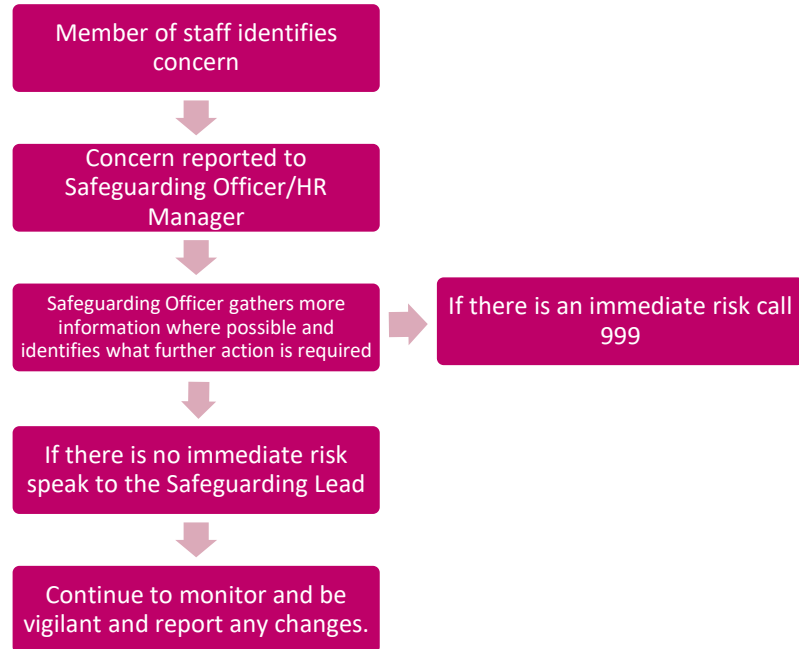 Member of staff identifies
concern
Concern reported to
Safeguarding Officer/HR
Manager
Safeguarding Officer gathers more
information where possible and
identifies what further action is required
If there is an immediate risk call
999
If there is no immediate risk
speak to the Safeguarding Lead
Continue to monitor and be
vigilant and report any changes.